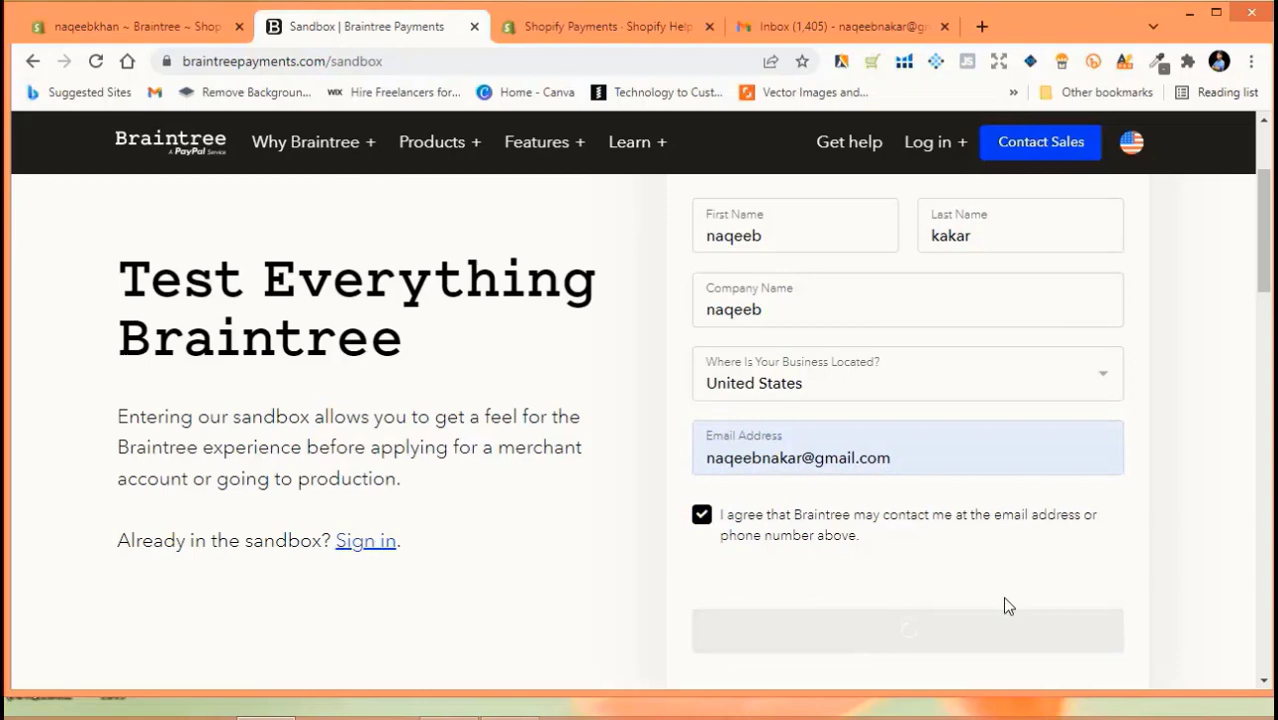 naqeebkhan ~ Braintree ~ Shop
Sandbox | Braintree Payments
Shopify Payments · Shopify Help
Inbox (1,405) - naqeebnakar@g
braintreepayments.com/sandbox
Suggested Sites
Remove Backgroun...
WIX Hire Freelancers for...
Home - Canva
Technology to Cust...
Vector Images and...
»
Other bookmarks
Reading list
Braintree
A PayPal Service
Why Braintree +
Products +
Features +
Learn +
Get help
Log in +
Contact Sales
First Name
naqeeb
Last Name
kakar
Company Name
naqeeb
Where Is Your Business Located?
United States
Email Address
naqeebnakar@gmail.com
I agree that Braintree may contact me at the email address or
phone number above.
Test Everything
Braintree
Entering our sandbox allows you to get a feel for the
Braintree experience before applying for a merchant
account or going to production.
Already in the sandbox? Sign in.